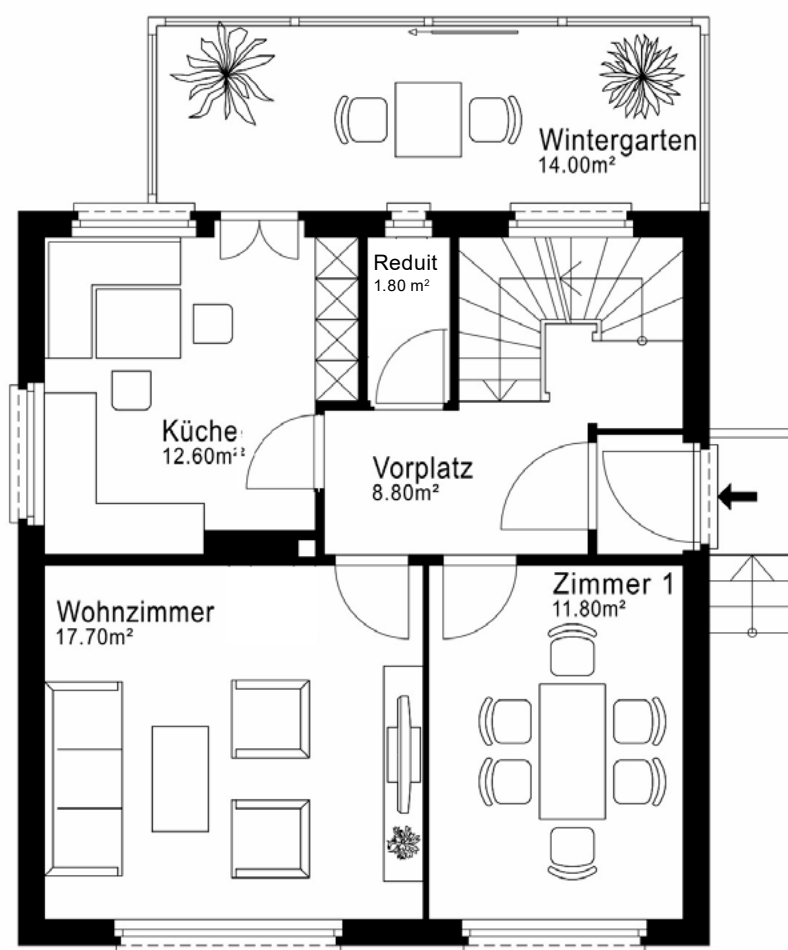 Wintergarten
14.00m²
Reduit
1.80 m²
Küche
12.60m²
Vorplatz
8.80m²
Wohnzimmer
17.70m²
Zimmer 1
11.80m²